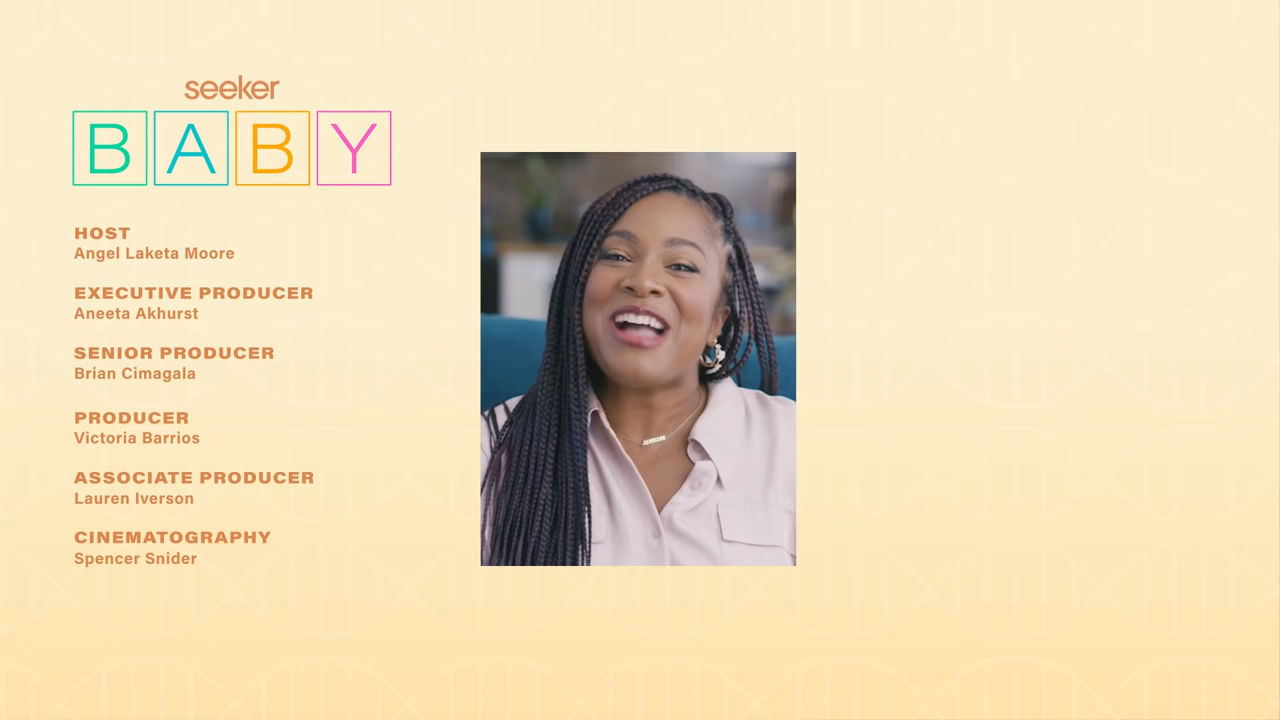 seeker
BABY
HOST
Angel Laketa Moore
EXECUTIVE PRODUCER
Aneeta Akhurst
SENIOR PRODUCER
Brian Cimagala
PRODUCER
Victoria Barrios
ASSOCIATE PRODUCER
Lauren Iverson
CINEMATOGRAPHY
Spencer Snider